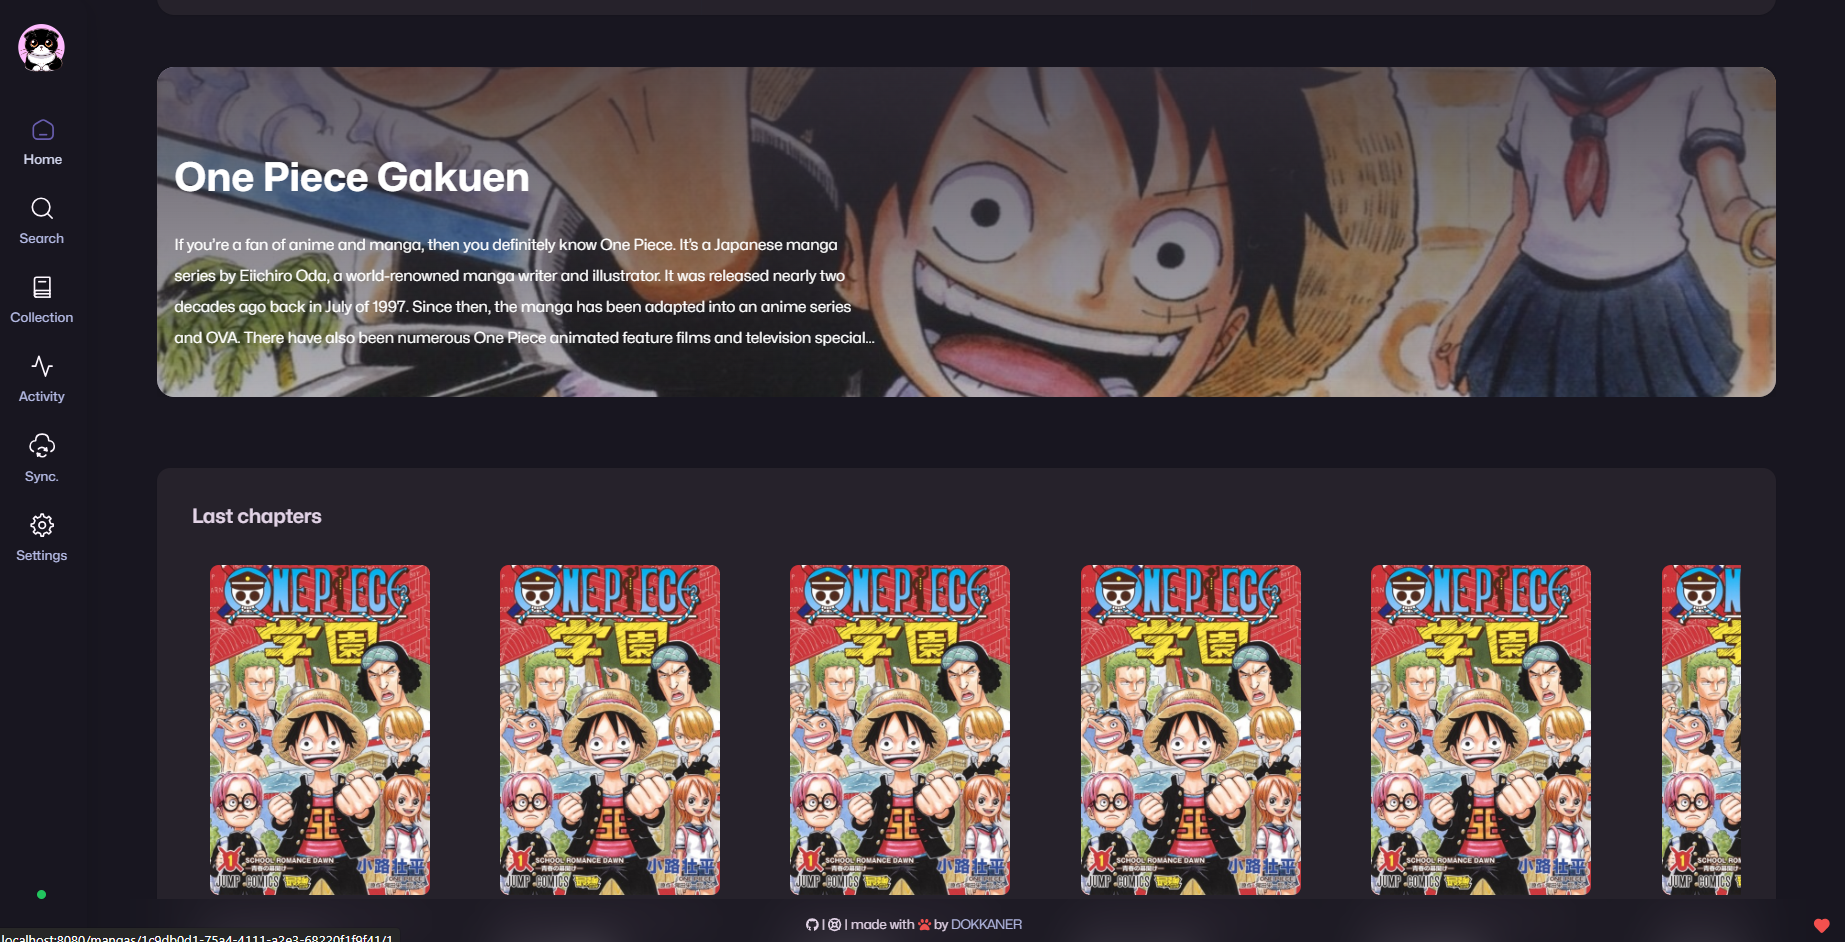 Home
Search
Collection
Activity
Sync.
Settings
One Piece Gakuen
If you're a fan of anime and manga, then you definitely know One Piece. It's a Japanese manga
series by Eiichiro Oda, a world-renowned manga writer and illustrator. It was released nearly two
decades ago back in July of 1997. Since then, the manga has been adapted into an anime series
and OVA. There have also been numerous One Piece animated feature films and television special...
Last chapters
ONE PIECE
学園
1
SCHOOL ROMANCE DAWN
小路壮平
JUMP COMICS
ONE PIECE
学園
1
SCHOOL ROMANCE DAWN
小路壮平
JUMP COMICS
ONE PIECE
学園
1
SCHOOL ROMANCE DAWN
小路壮平
JUMP COMICS
ONE PIECE
学園
1
SCHOOL ROMANCE DAWN
小路壮平
JUMP COMICS
ONE PIECE
学園
1
SCHOOL ROMANCE DAWN
小路壮平
JUMP COMICS
1
SCHOOL ROM
JUMP COMICS
| | made with by DOKKANER
localhost:8080/mangas/1c9db0d1-75a4-4111-a2e3-68220f1f9f41/1